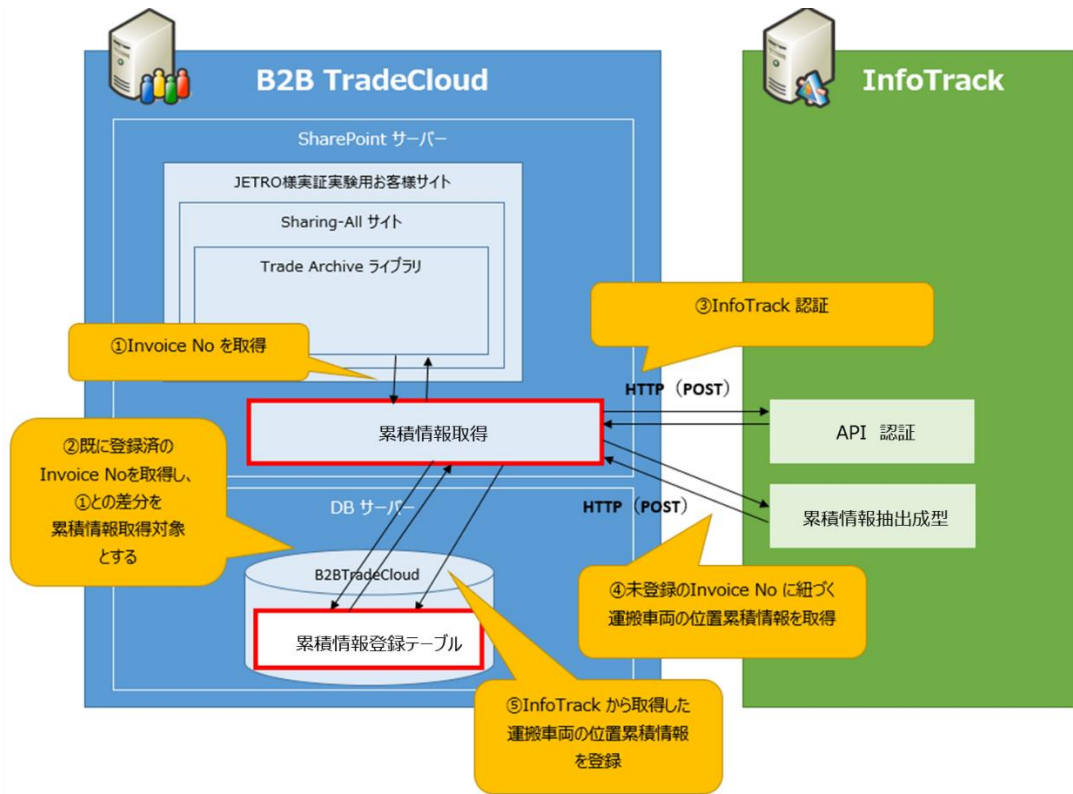 B2B TradeCloud
InfoTrack
SharePoint サーバー
JETRO様実証実験用お客様サイト
Sharing-All サイト
Trade Archive ライブラリ
③InfoTrack 認証
①Invoice No を取得
HTTP（POST）
累積情報取得
API 認証
②既に登録済の
Invoice Noを取得し、
①との差分を
累積情報取得対象
とする
DB サーバー
HTTP（POST）
累積情報抽出成型
B2BTradeCloud
④未登録のInvoice No に紐づく
運搬車両の位置累積情報を取得
累積情報登録テーブル
⑤InfoTrack から取得した
運搬車両の位置累積情報
を登録